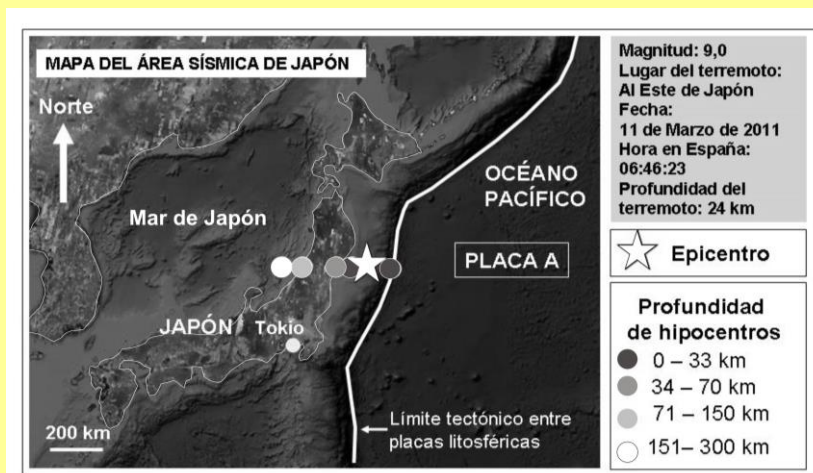 MAPA DEL ÁREA SÍSMICA DE JAPÓN
Norte
Mar de Japón
OCÉANO
PACÍFICO
PLACA A
JAPÓN
Tokio
200 km
Límite tectónico entre
placas litosféricas
Magnitud: 9,0
Lugar del terremoto:
Al Este de Japón
Fecha:
11 de Marzo de 2011
Hora en España:
06:46:23
Profundidad del
terremoto: 24 km
Epicentro
Profundidad
de hipocentros
0 – 33 km
34 – 70 km
71 – 150 km
151 – 300 km